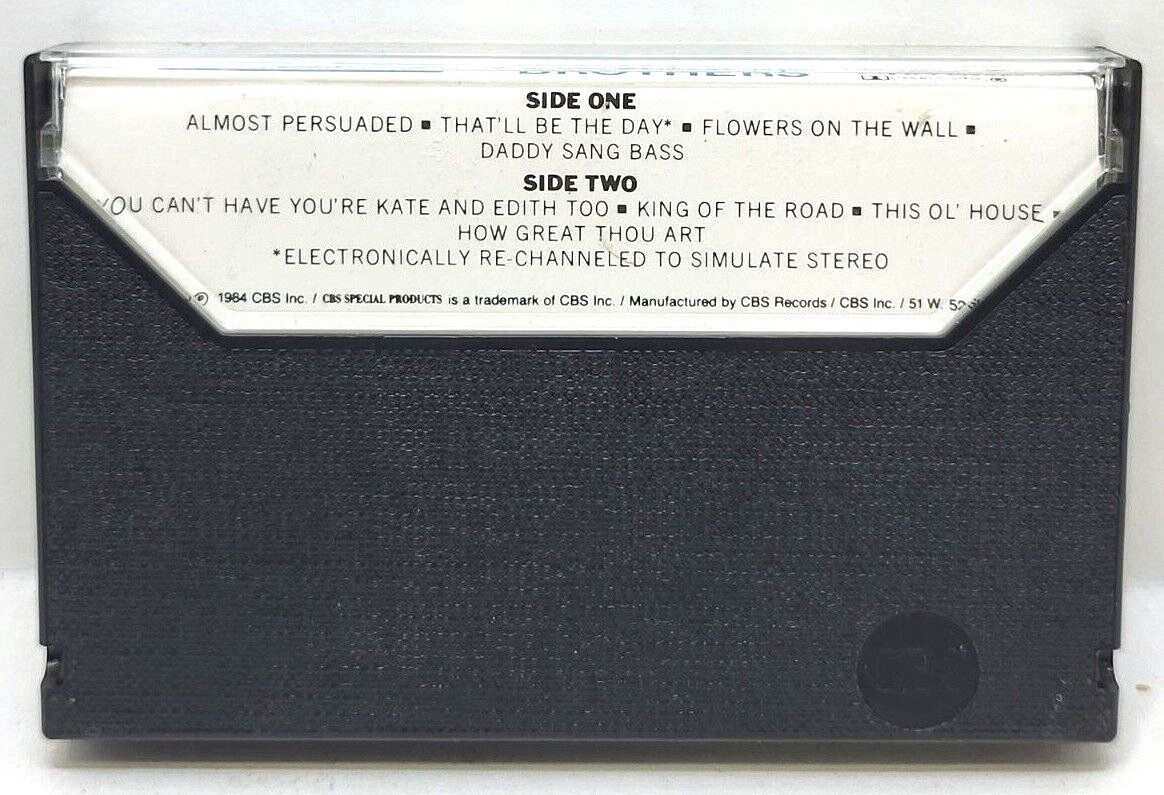 BROTHERS
SIDE ONE
ALMOST PERSUADED ■ THAT'LL BE THE DAY* ■ FLOWERS ON THE WALL ■
DADDY SANG BASS
SIDE TWO
YOU CAN'T HAVE YOU'RE KATE AND EDITH TOO ■ KING OF THE ROAD ■ THIS OL' HOUSE ■
HOW GREAT THOU ART
*ELECTRONICALLY RE-CHANNELED TO SIMULATE STEREO
℗ 1984 CBS Inc. / CBS SPECIAL PRODUCTS is a trademark of CBS Inc. / Manufactured by CBS Records / CBS Inc. / 51 W.